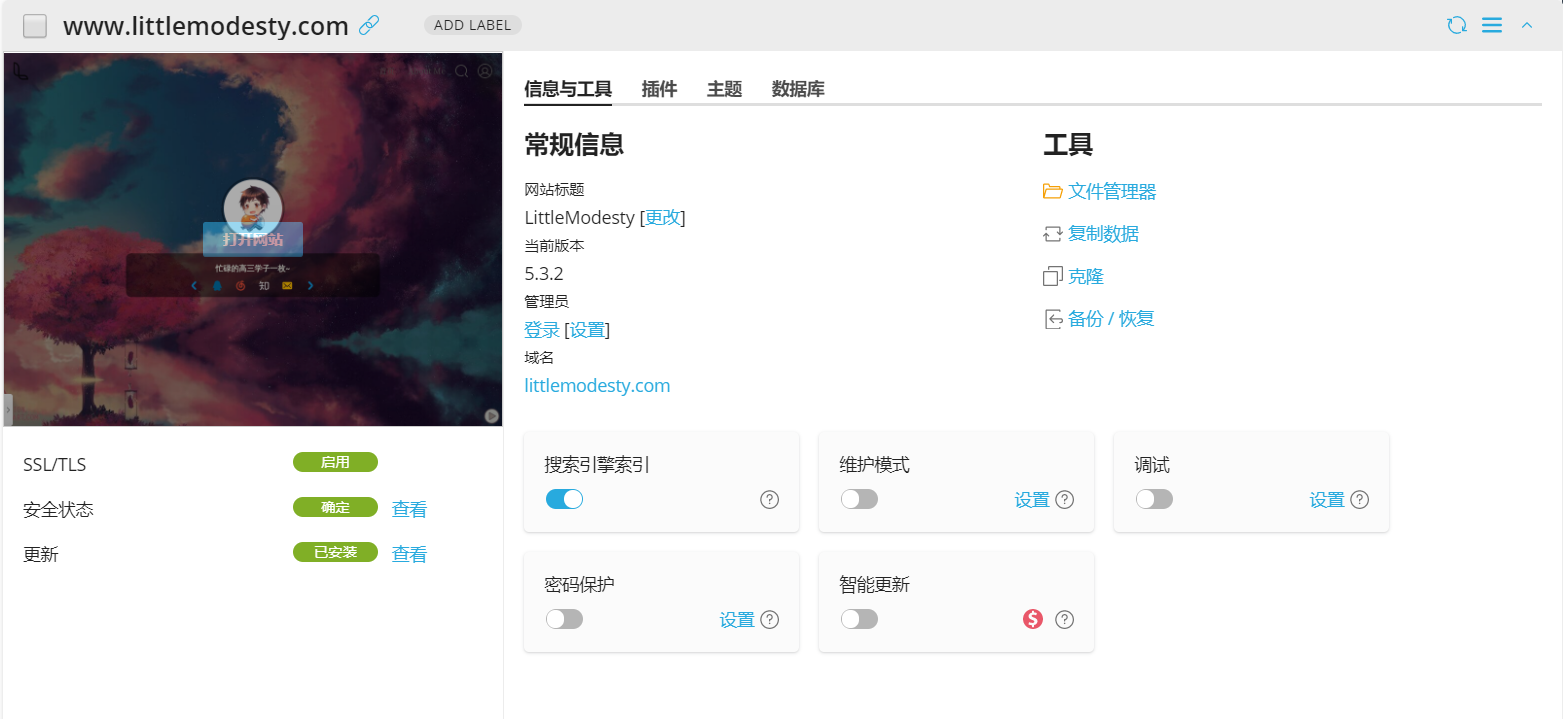 www.littlemodesty.com
ADD LABEL
打开网站
忙碌的高三学子一枚~
知
SSL/TLS
启用
安全状态
确定
查看
更新
已安装
查看
信息与工具
插件
主题
数据库
常规信息
网站标题
LittleModesty [更改]
当前版本
5.3.2
管理员
登录 [设置]
域名
littlemodesty.com
工具
文件管理器
复制数据
克隆
备份 / 恢复
搜索引擎索引
维护模式
设置
调试
设置
密码保护
设置
智能更新